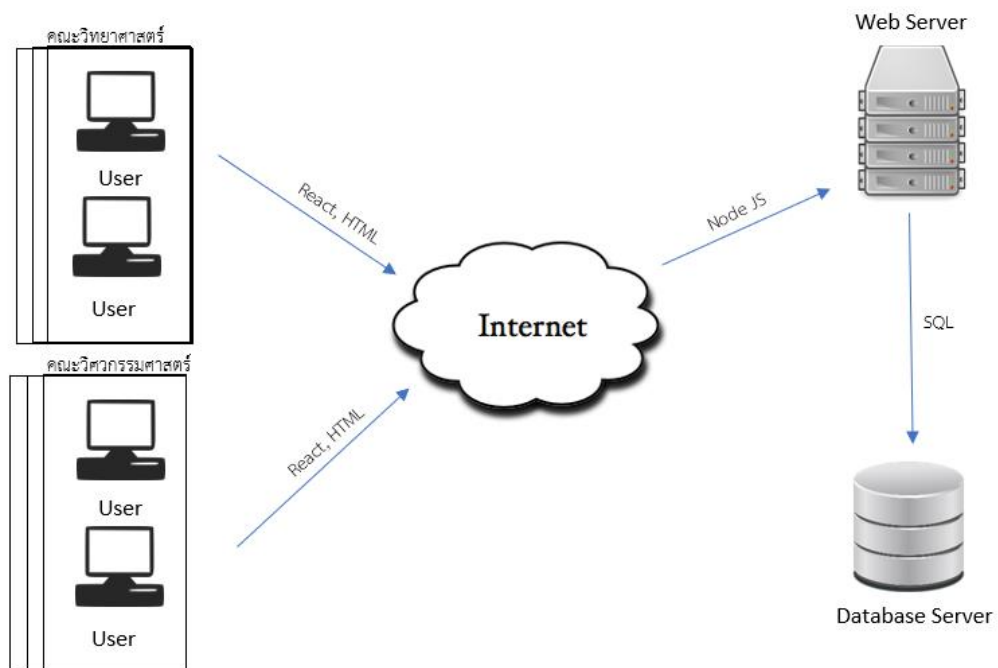 คณะวิทยาศาสตร์
User
User
คณะวิศวกรรมศาสตร์
User
User
React, HTML
React, HTML
Internet
Node JS
Web Server
SQL
Database Server